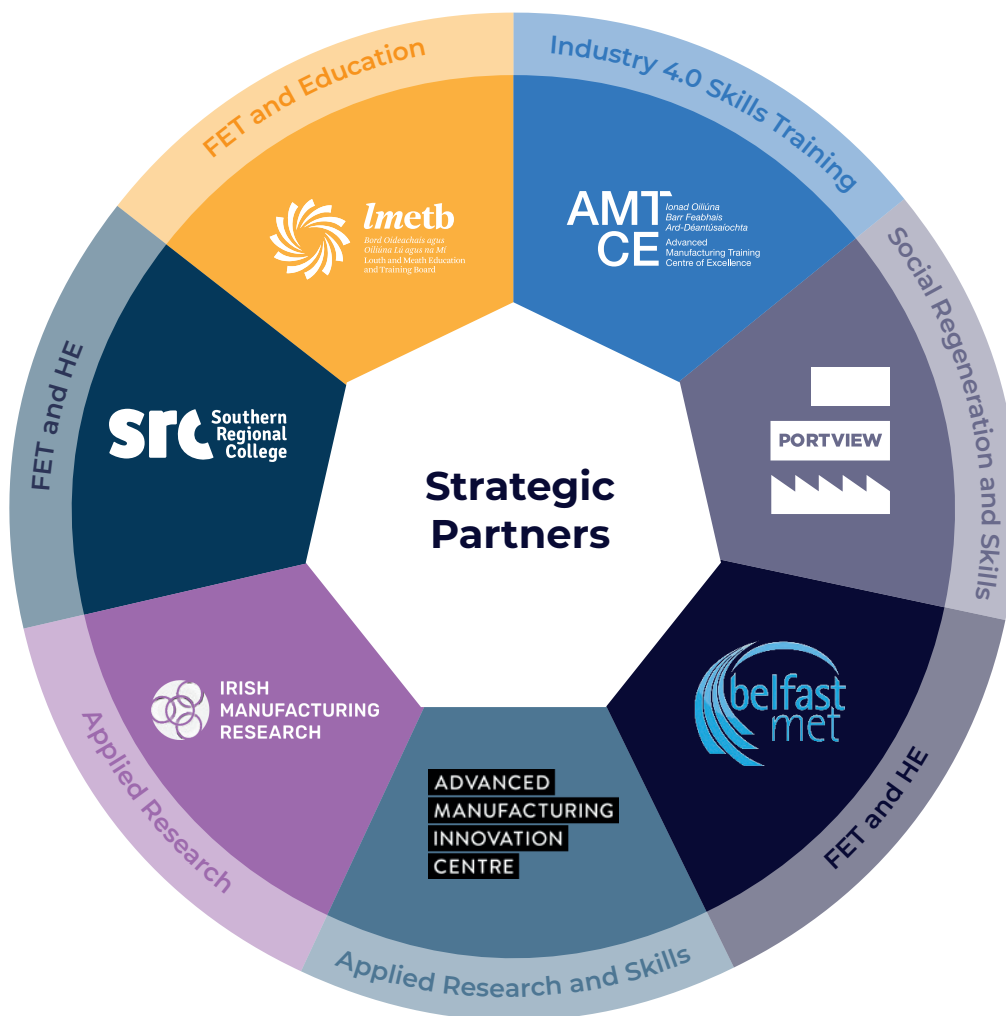 FET and Education
Industry 4.0 Skills Training
Social Regeneration and Skills
FET and HE
Applied Research and Skills
Applied Research
FET and HE
lmetb
Bord Oideachais agus
Oiliúna Lú agus na Mí
Louth and Meath Education
and Training Board
AMT
CE
Ionad Oiliúna
Barr Feabhais
Ard-Déantúsaíochta
Advanced
Manufacturing Training
Centre of Excellence
PORTVIEW
belfast
met
ADVANCED
MANUFACTURING
INNOVATION
CENTRE
IRISH
MANUFACTURING
RESEARCH
src
Southern
Regional
College
Strategic
Partners